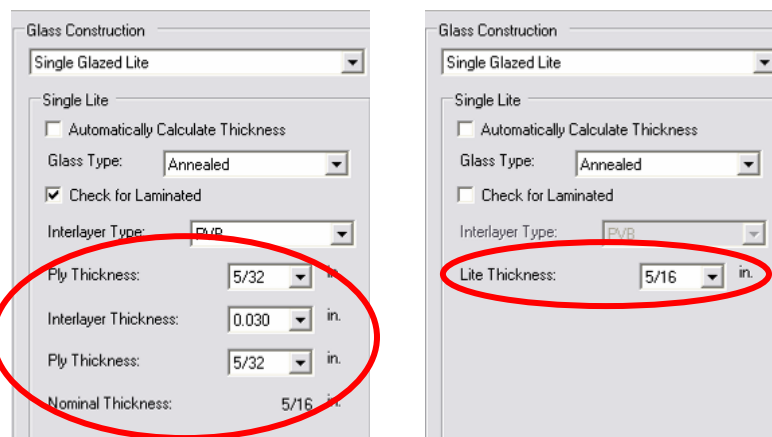 Glass Construction
Single Glazed Lite
Single Lite
Automatically Calculate Thickness
Glass Type: Annealed
Check for Laminated
Interlayer Type: PVB
Ply Thickness: 5/32 in.
Interlayer Thickness: 0.030 in.
Ply Thickness: 5/32 in.
Nominal Thickness: 5/16 in.
Glass Construction
Single Glazed Lite
Single Lite
Automatically Calculate Thickness
Glass Type: Annealed
Check for Laminated
Interlayer Type: PVB
Lite Thickness: 5/16 in.